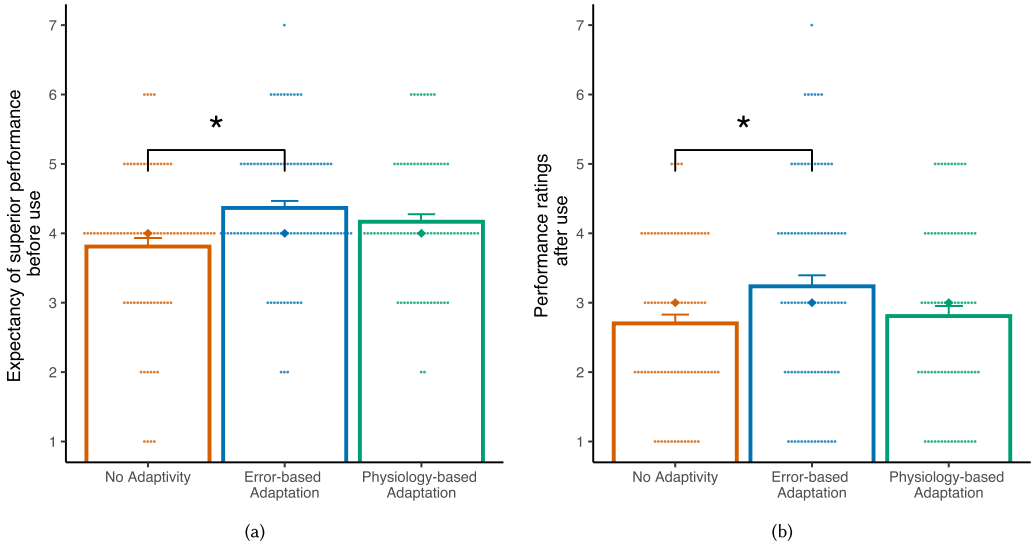 Expectancy of superior performance
before use
7
6
5
4
3
2
1
*
No Adaptivity
Error-based
Adaptation
Physiology-based
Adaptation
(a)
Performance ratings
after use
7
6
5
4
3
2
1
*
No Adaptivity
Error-based
Adaptation
Physiology-based
Adaptation
(b)